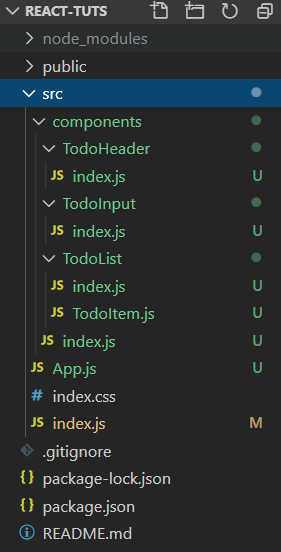 REACT-TUTS
node_modules
public
src
components
TodoHeader
JS index.js U
TodoInput
JS index.js U
TodoList
JS index.js U
JS TodoItem.js U
JS index.js
JS App.js U
# index.css
JS index.js M
.gitignore
{} package-lock.json
{} package.json
README.md